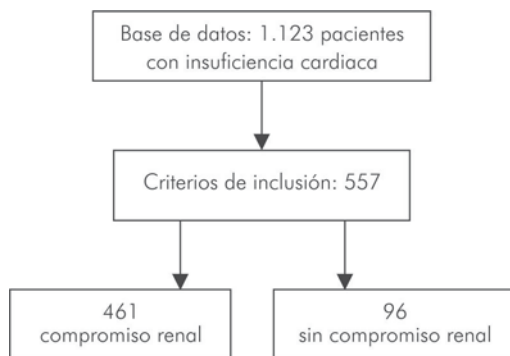 Base de datos: 1.123 pacientes
con insuficiencia cardiaca
Criterios de inclusión: 557
461
compromiso renal
96
sin compromiso renal